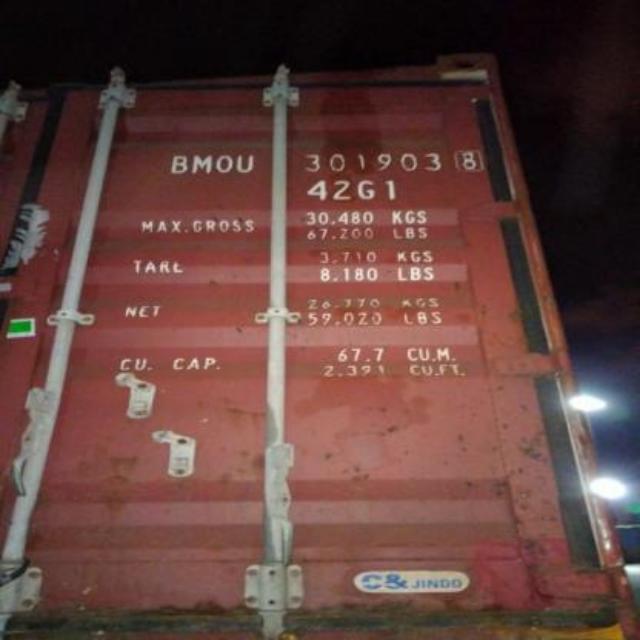 BMOU 301903 8
42G1
MAX.GROSS 30.480 KGS
67.200 LBS
TARE 3.710 KGS
8.180 LBS
NET 26.770 KGS
59.020 LBS
CU. CAP. 67.7 CU.M.
2.391 CU.FT.
C& JINDO